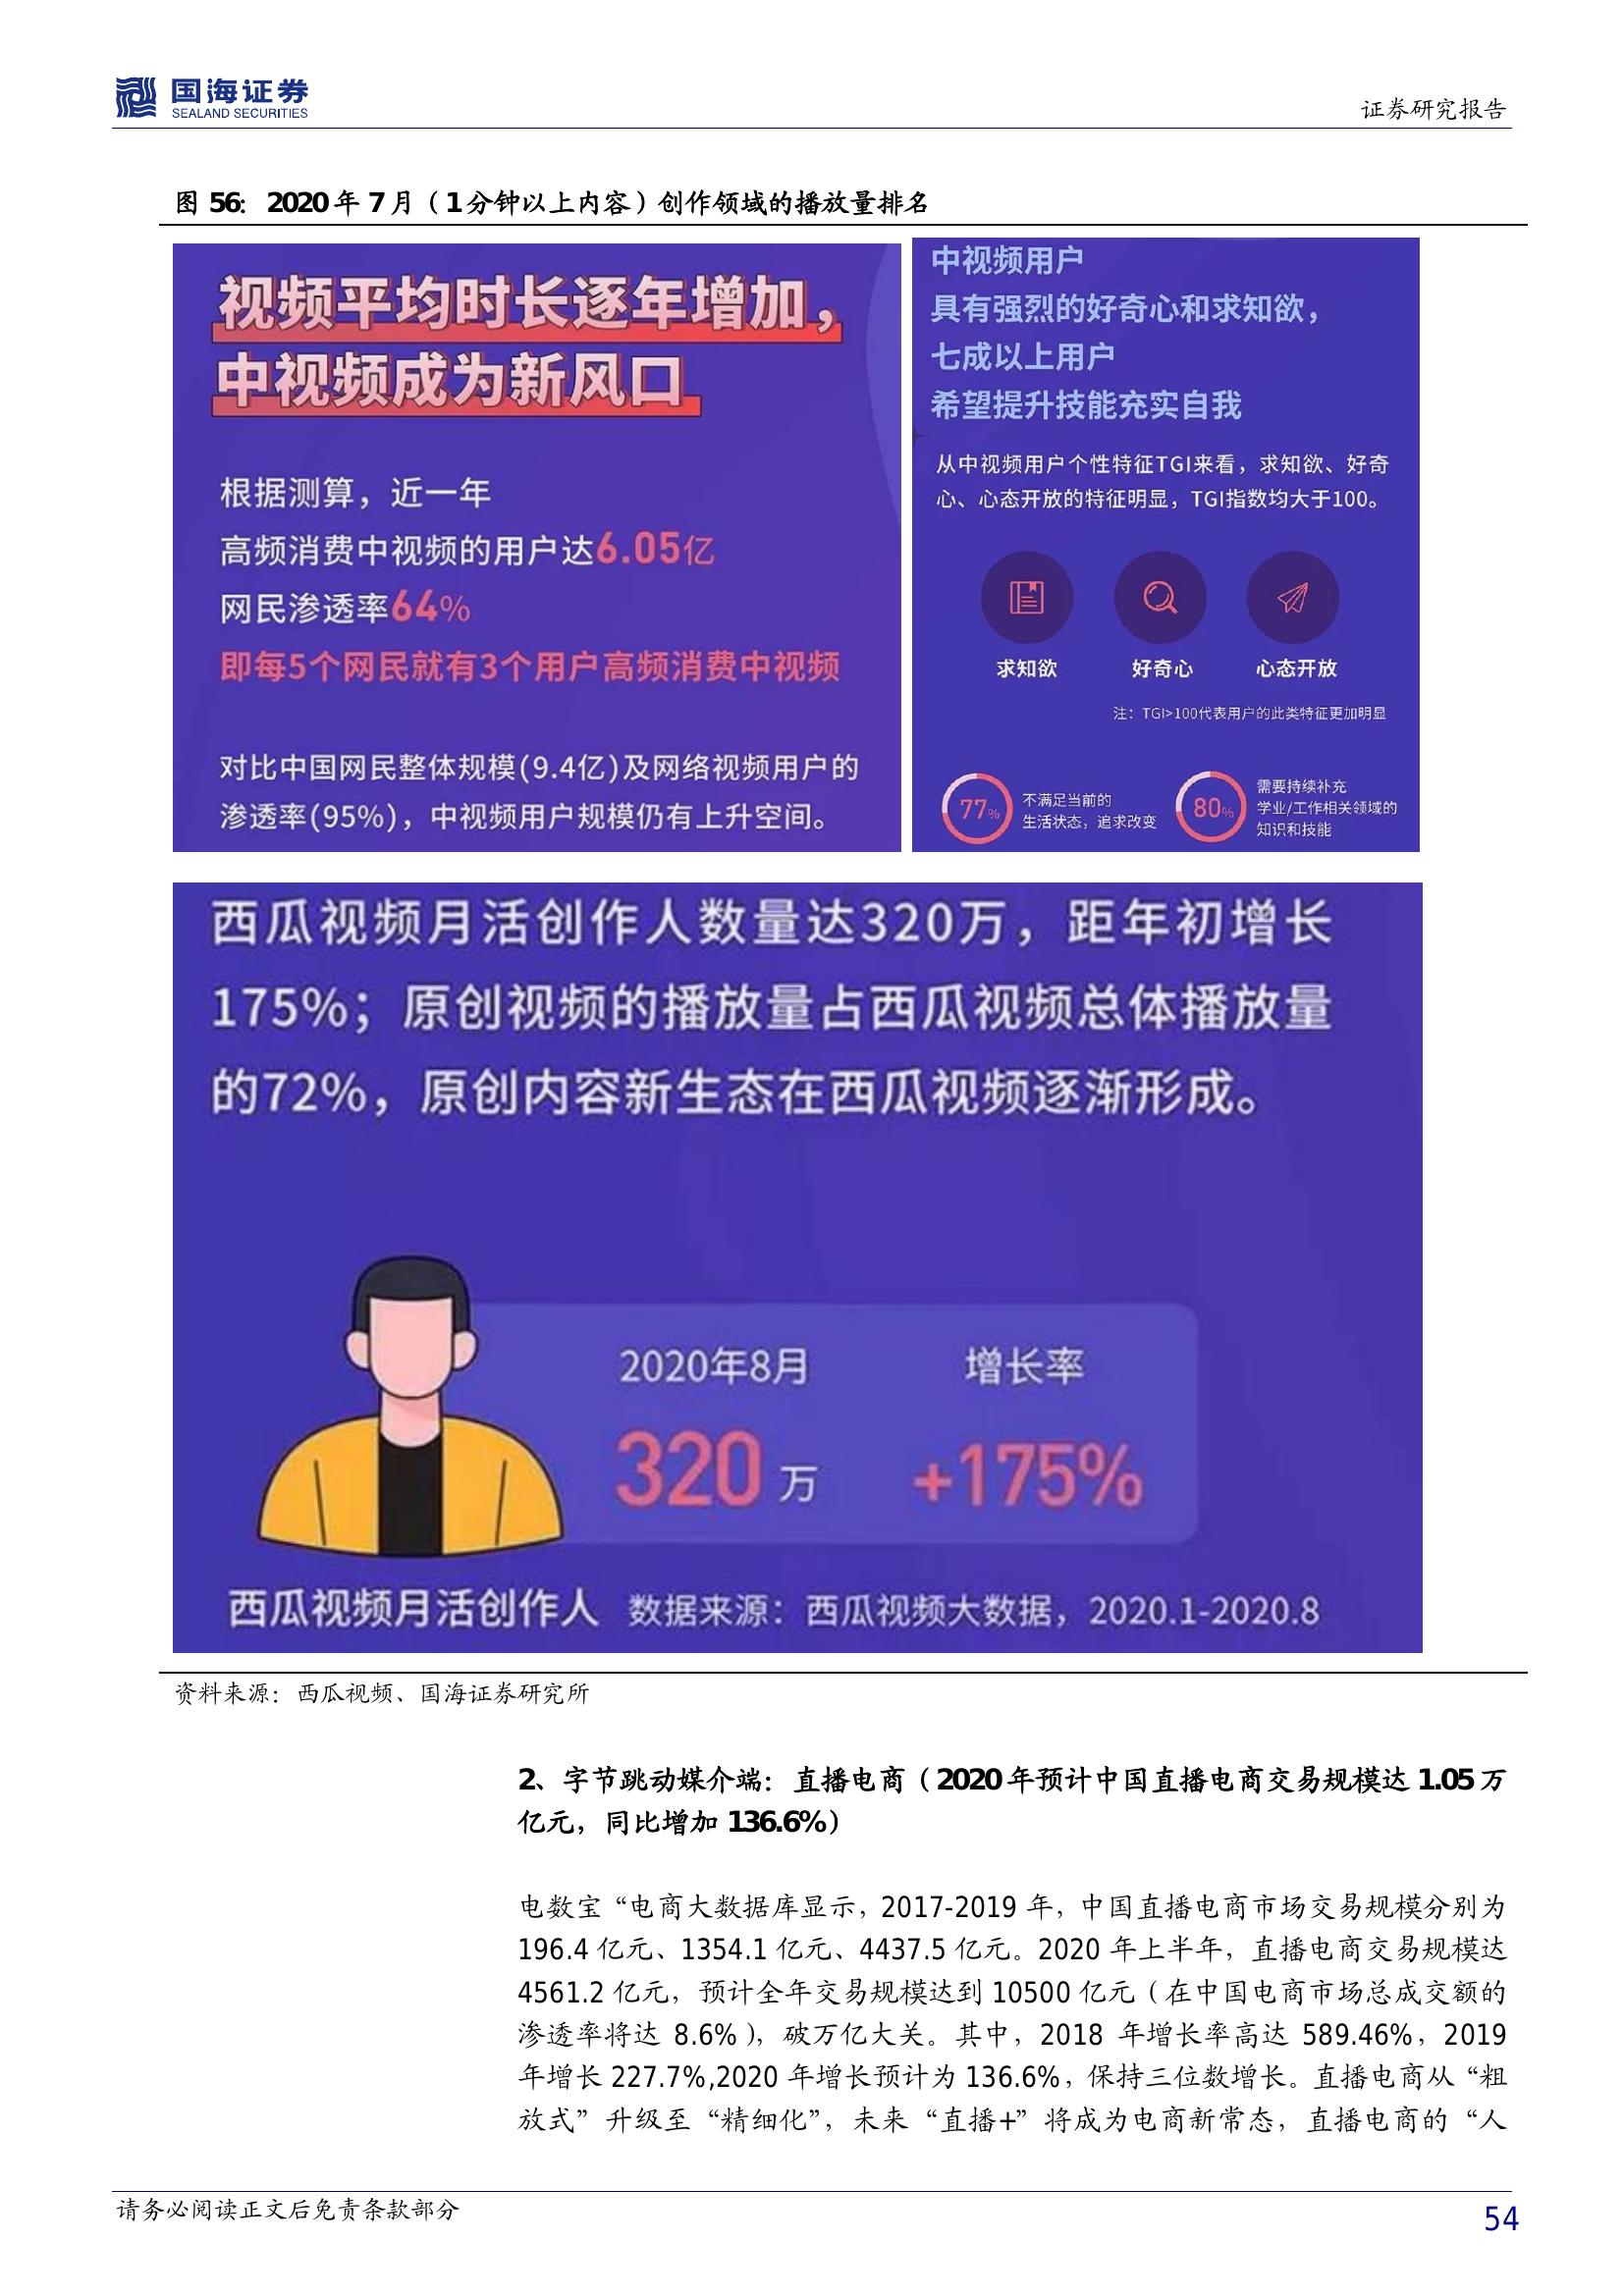 国海证券
SEALAND SECURITIES
证券研究报告
图 56： 2020 年 7 月（1 分钟以上内容）创作领域的播放量排名
视频平均时长逐年增加，
中视频成为新风口
根据测算，近一年
高频消费中视频的用户达6.05亿
网民渗透率64%
即每5个网民就有3个用户高频消费中视频
对比中国网民整体规模(9.4亿)及网络视频用户的
渗透率(95%)，中视频用户规模仍有上升空间。
中视频用户
具有强烈的好奇心和求知欲，
七成以上用户
希望提升技能充实自我
从中视频用户个性特征TGI来看，求知欲、好奇
心、心态开放的特征明显，TGI指数均大于100。
求知欲 好奇心 心态开放
注：TGI>100代表用户的此类特征更加明显
77%
不满足当前的
生活状态，追求改变
80%
需要持续补充
学业/工作相关领域的
知识和技能
西瓜视频月活创作人数量达320万，距年初增长
175%；原创视频的播放量占西瓜视频总体播放量
的72%，原创内容新生态在西瓜视频逐渐形成。
2020年8月 增长率
320 万 +175%
西瓜视频月活创作人 数据来源：西瓜视频大数据，2020.1-2020.8
资料来源：西瓜视频、国海证券研究所
2、字节跳动媒介端：直播电商（2020 年预计中国直播电商交易规模达 1.05 万
亿元，同比增加 136.6%）
电数宝“电商大数据库显示，2017-2019 年，中国直播电商市场交易规模分别为
196.4 亿元、1354.1 亿元、4437.5 亿元。2020 年上半年，直播电商交易规模达
4561.2 亿元，预计全年交易规模达到 10500 亿元（在中国电商市场总成交额的
渗透率将达 8.6%），破万亿大关。其中，2018 年增长率高达 589.46%，2019
年增长 227.7%,2020 年增长预计为 136.6%，保持三位数增长。直播电商从“粗
放式”升级至“精细化”，未来“直播+”将成为电商新常态，直播电商的“人
请务必阅读正文后免责条款部分
54